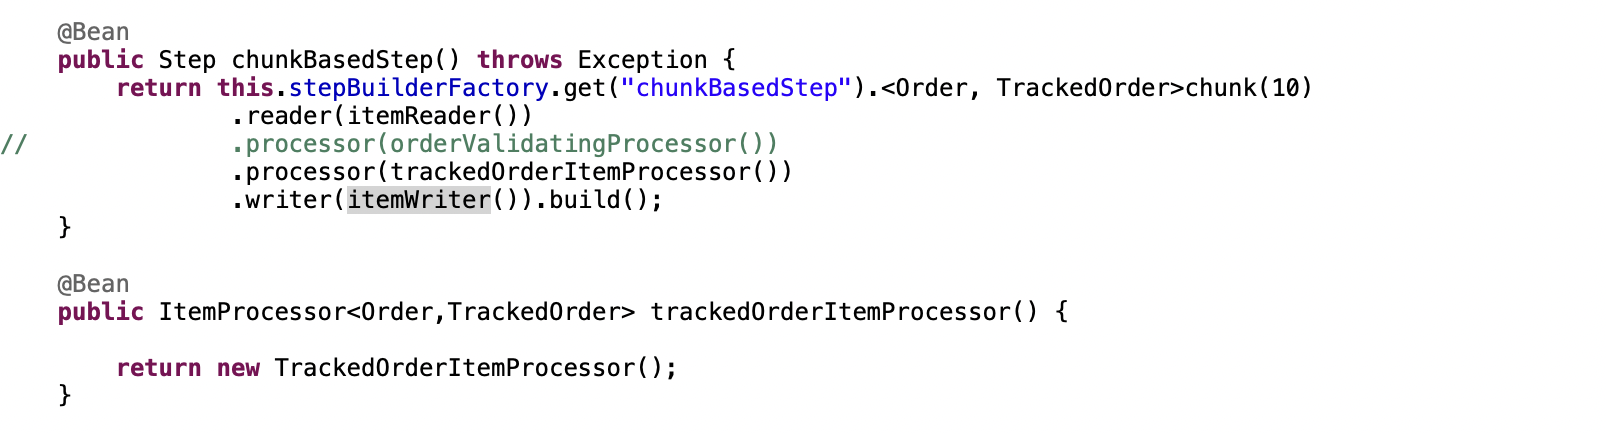 @Bean
public Step chunkBasedStep() throws Exception {
return this.stepBuilderFactory.get("chunkBasedStep").<Order, TrackedOrder>chunk(10)
.reader(itemReader())
// .processor(orderValidatingProcessor())
.processor(trackedOrderItemProcessor())
.writer(itemWriter()).build();
}
@Bean
public ItemProcessor<Order,TrackedOrder> trackedOrderItemProcessor() {
return new TrackedOrderItemProcessor();
}